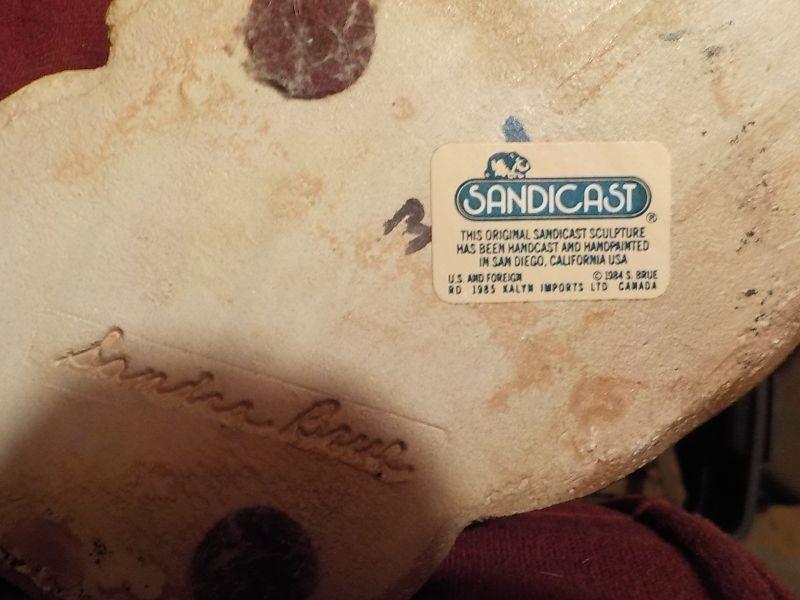 SANDICAST ®
THIS ORIGINAL SANDICAST SCULPTURE
HAS BEEN HANDCAST AND HANDPAINTED
IN SAN DIEGO, CALIFORNIA USA
U.S. AND FOREIGN © 1984 S. BRUE
RD 1985 KALYN IMPORTS LTD CANADA
Sandra Brue